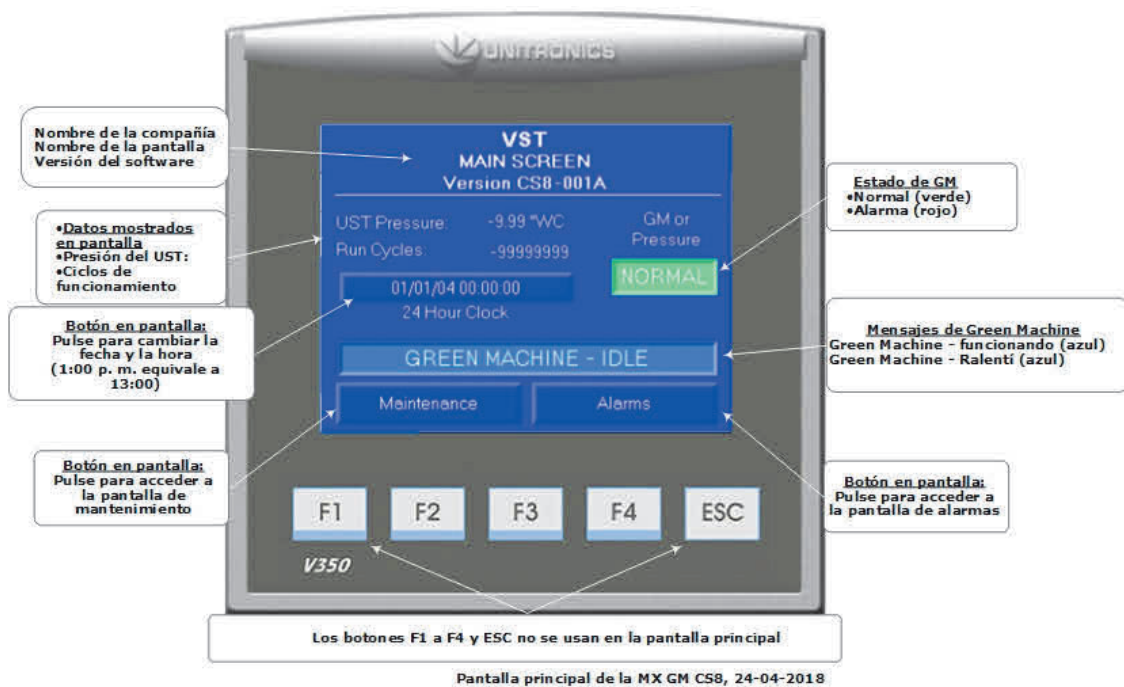 UNITRONICS
Nombre de la compañía
Nombre de la pantalla
Versión del software
VST
MAIN SCREEN
Version CS8-001A
Estado de GM
•Normal (verde)
•Alarma (rojo)
•Datos mostrados
en pantalla
•Presión del UST:
•Ciclos de
funcionamiento
UST Pressure: -9.99 "WC
Run Cycles: -99999999
GM or
Pressure
NORMAL
01/01/04 00:00:00
24 Hour Clock
Botón en pantalla:
Pulse para cambiar la
fecha y la hora
(1:00 p. m. equivale a
13:00)
GREEN MACHINE - IDLE
Mensajes de Green Machine
Green Machine - funcionando (azul)
Green Machine - Ralentí (azul)
Maintenance
Alarms
Botón en pantalla:
Pulse para acceder a
la pantalla de
mantenimiento
Botón en pantalla:
Pulse para acceder a
la pantalla de alarmas
F1 F2 F3 F4 ESC
V350
Los botones F1 a F4 y ESC no se usan en la pantalla principal
Pantalla principal de la MX GM CS8, 24-04-2018